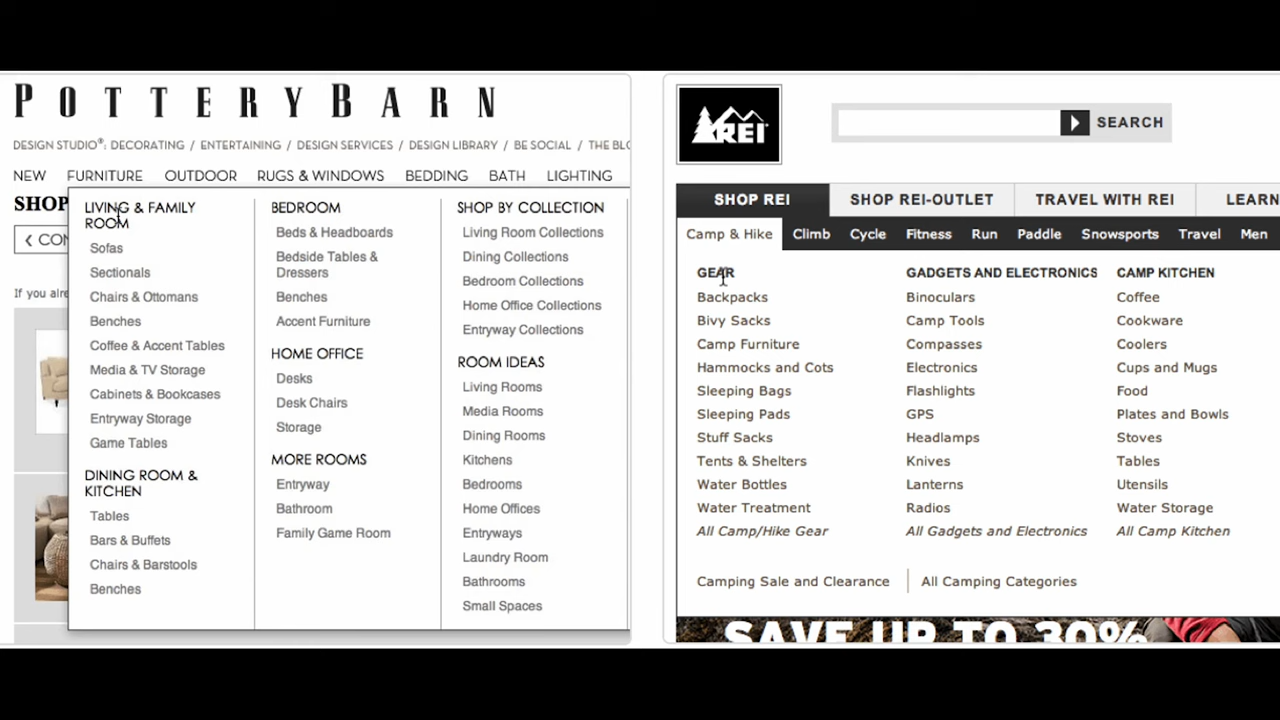 POTTERYBARN
DESIGN STUDIO®: DECORATING / ENTERTAINING / DESIGN SERVICES / DESIGN LIBRARY / BE SOCIAL / THE
NEW FURNITURE OUTDOOR RUGS & WINDOWS BEDDING BATH LIGHTING
SHOP
If you
LIVING & FAMILY
ROOM
Sofas
Sectionals
Chairs & Ottomans
Benches
Coffee & Accent Tables
Media & TV Storage
Cabinets & Bookcases
Entryway Storage
Game Tables
DINING ROOM &
KITCHEN
Tables
Bars & Buffets
Chairs & Barstools
Benches
BEDROOM
Beds & Headboards
Bedside Tables &
Dressers
Benches
Accent Furniture
HOME OFFICE
Desks
Desk Chairs
Storage
MORE ROOMS
Entryway
Bathroom
Family Game Room
SHOP BY COLLECTION
Living Room Collections
Dining Collections
Bedroom Collections
Home Office Collections
Entryway Collections
ROOM IDEAS
Living Rooms
Media Rooms
Dining Rooms
Kitchens
Bedrooms
Home Offices
Entryways
Laundry Room
Bathrooms
Small Spaces
REI
SEARCH
SHOP REI SHOP REI-OUTLET TRAVEL WITH REI LEARN
Camp & Hike Climb Cycle Fitness Run Paddle Snowsports Travel Men
GEAR
Backpacks
Bivy Sacks
Camp Furniture
Hammocks and Cots
Sleeping Bags
Sleeping Pads
Stuff Sacks
Tents & Shelters
Water Bottles
Water Treatment
All Camp/Hike Gear
GADGETS AND ELECTRONICS
Binoculars
Camp Tools
Compasses
Electronics
Flashlights
GPS
Headlamps
Knives
Lanterns
Radios
All Gadgets and Electronics
CAMP KITCHEN
Coffee
Cookware
Coolers
Cups and Mugs
Food
Plates and Bowls
Stoves
Tables
Utensils
Water Storage
All Camp Kitchen
Camping Sale and Clearance All Camping Categories
SAVE UP TO 30%